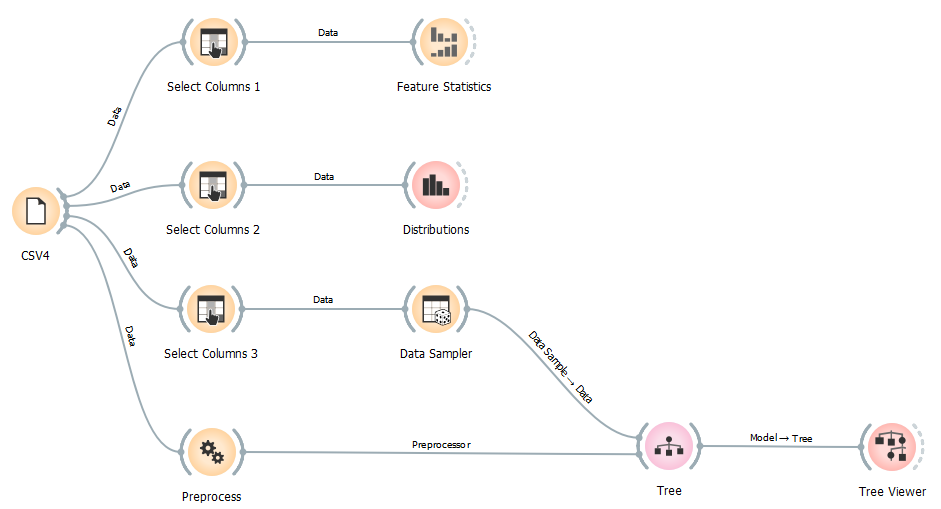 Data
Select Columns 1
Feature Statistics
Data
Data
Data
Select Columns 2
Distributions
CSV4
Data
Data
Select Columns 3
Data Sampler
Data
Data Sample → Data
Preprocessor
Preprocess
Model → Tree
Tree
Tree Viewer